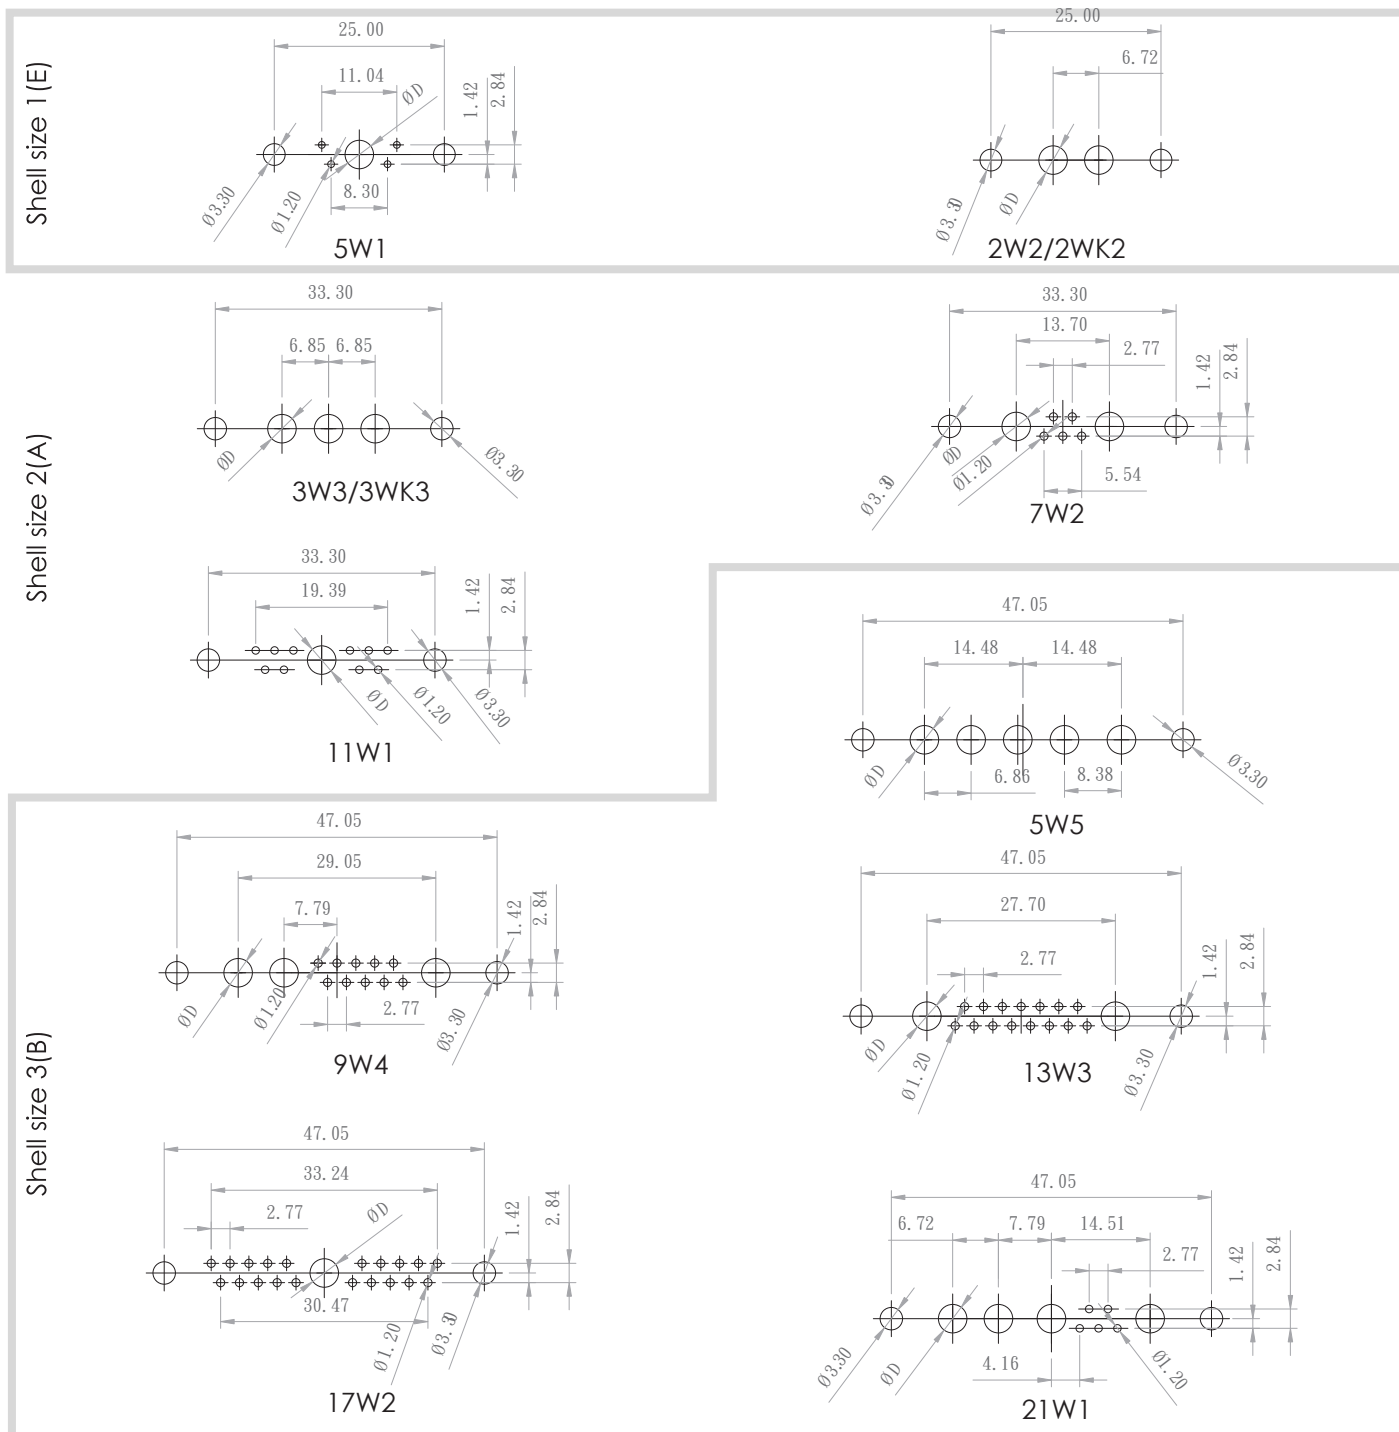 Shell size 1(E)
25.00
11.04
ØD
1.42
2.84
Ø3.30
Ø1.20
8.30
5W1
25.00
6.72
Ø3.30
ØD
2W2/2WK2
Shell size 2(A)
33.30
6.85 6.85
ØD
Ø3.30
3W3/3WK3
33.30
13.70
2.77
1.42
2.84
Ø3.30
ØD
Ø1.20
5.54
7W2
33.30
19.39
1.42
2.84
ØD
Ø1.20
Ø3.30
11W1
47.05
14.48 14.48
ØD
6.86
8.38
Ø3.30
5W5
Shell size 3(B)
47.05
29.05
7.79
1.42
2.84
ØD
Ø1.20
2.77
Ø3.30
9W4
47.05
27.70
2.77
1.42
2.84
ØD
Ø1.20
Ø3.30
13W3
47.05
33.24
2.77
ØD
1.42
2.84
30.47
Ø1.20
Ø3.30
17W2
47.05
6.72 7.79 14.51
2.77
1.42
2.84
Ø3.30
ØD
4.16
Ø1.20
21W1